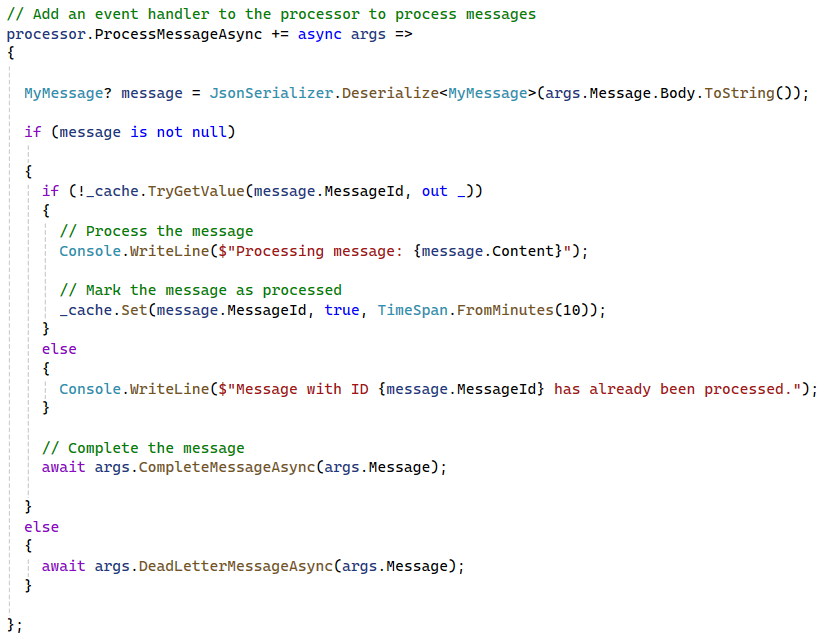 // Add an event handler to the processor to process messages
processor.ProcessMessageAsync += async args =>
{
MyMessage? message = JsonSerializer.Deserialize<MyMessage>(args.Message.Body.ToString());
if (message is not null)
{
if (!_cache.TryGetValue(message.MessageId, out _))
{
// Process the message
Console.WriteLine($"Processing message: {message.Content}");
// Mark the message as processed
_cache.Set(message.MessageId, true, TimeSpan.FromMinutes(10));
}
else
{
Console.WriteLine($"Message with ID {message.MessageId} has already been processed.");
}
// Complete the message
await args.CompleteMessageAsync(args.Message);
}
else
{
await args.DeadLetterMessageAsync(args.Message);
}
};